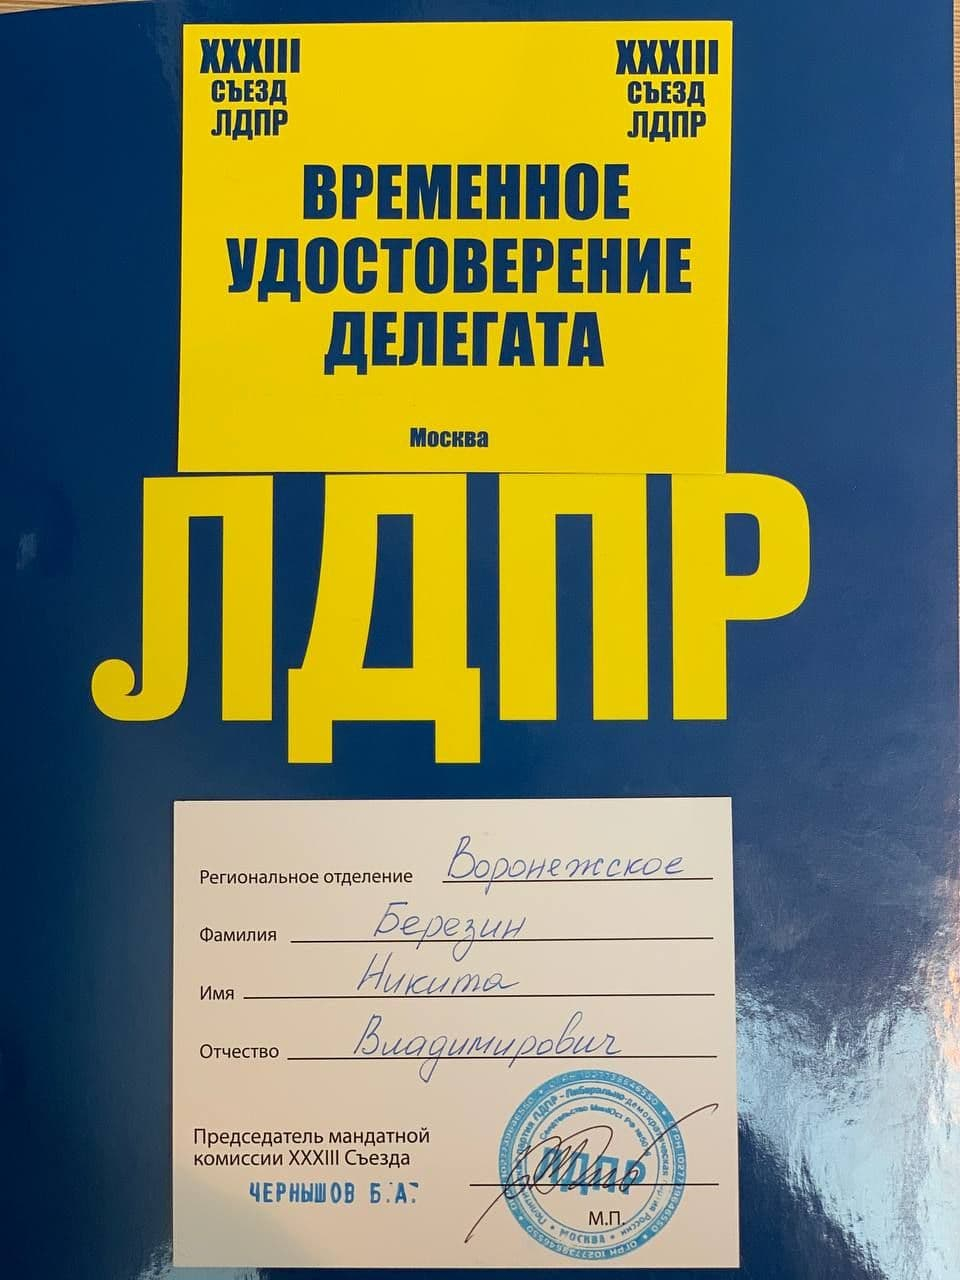 XXXIII
СЪЕЗД
ЛДПР
XXXIII
СЪЕЗД
ЛДПР
ВРЕМЕННОЕ
УДОСТОВЕРЕНИЕ
ДЕЛЕГАТА
Москва
ЛДПР
Региональное отделение Воронежское
Фамилия Березин
Имя Никита
Отчество Владимирович
Председатель мандатной
комиссии XXXIII Съезда
ЧЕРНЫШОВ Б.А.
М.П.
ЛДПР
• МОСКВА •